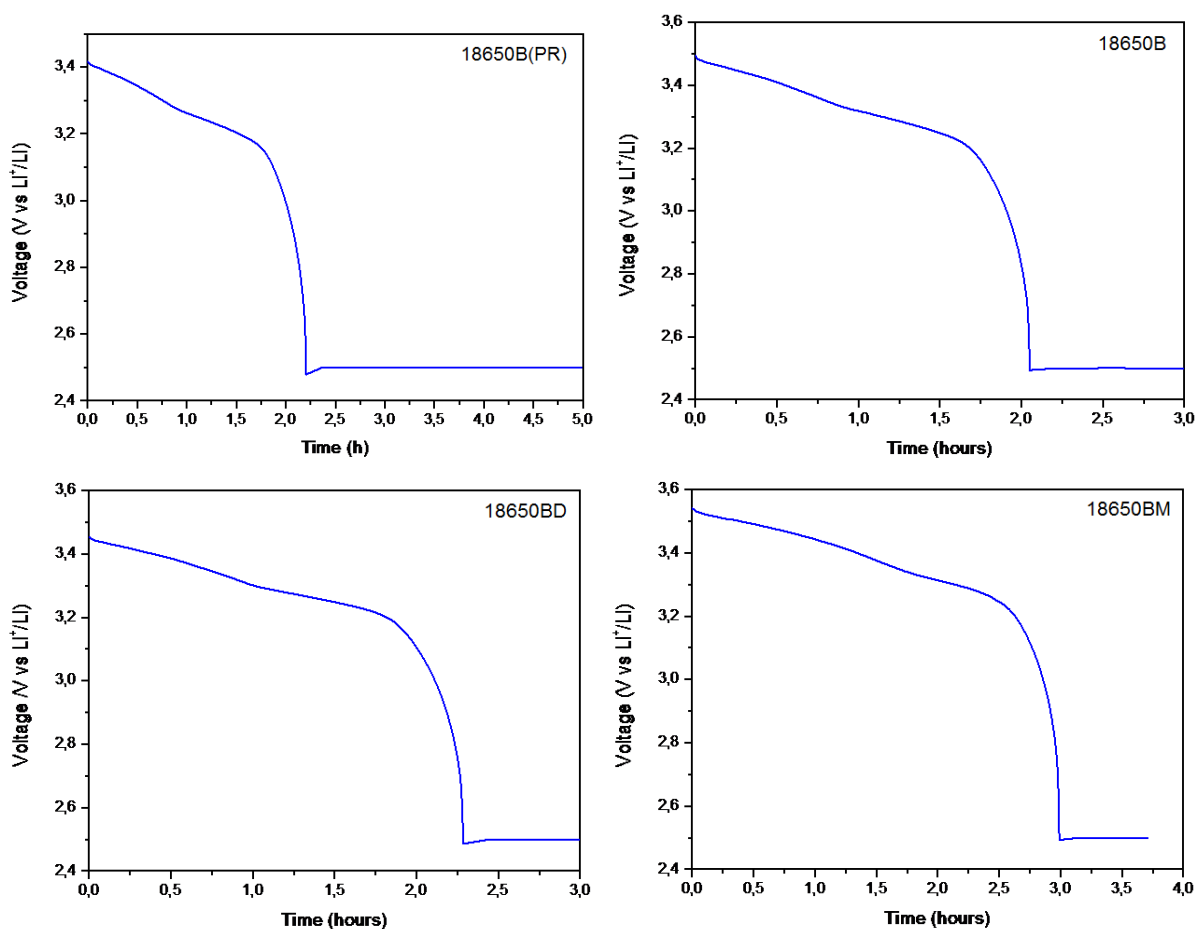 18650B(PR)
Voltage (V vs LI⁺/LI)
3,4
3,2
3,0
2,8
2,6
2,4
0,0 0,5 1,0 1,5 2,0 2,5 3,0 3,5 4,0 4,5 5,0
Time (h)
18650B
Voltage (V vs LI⁺/LI)
3,6
3,4
3,2
3,0
2,8
2,6
2,4
0,0 0,5 1,0 1,5 2,0 2,5 3,0
Time (hours)
18650BD
Voltage /V vs LI⁺/LI)
3,6
3,4
3,2
3,0
2,8
2,6
2,4
0,0 0,5 1,0 1,5 2,0 2,5 3,0
Time (hours)
18650BM
Voltage (V vs LI⁺/LI)
3,6
3,4
3,2
3,0
2,8
2,6
2,4
0,0 0,5 1,0 1,5 2,0 2,5 3,0 3,5 4,0
Time (hours)